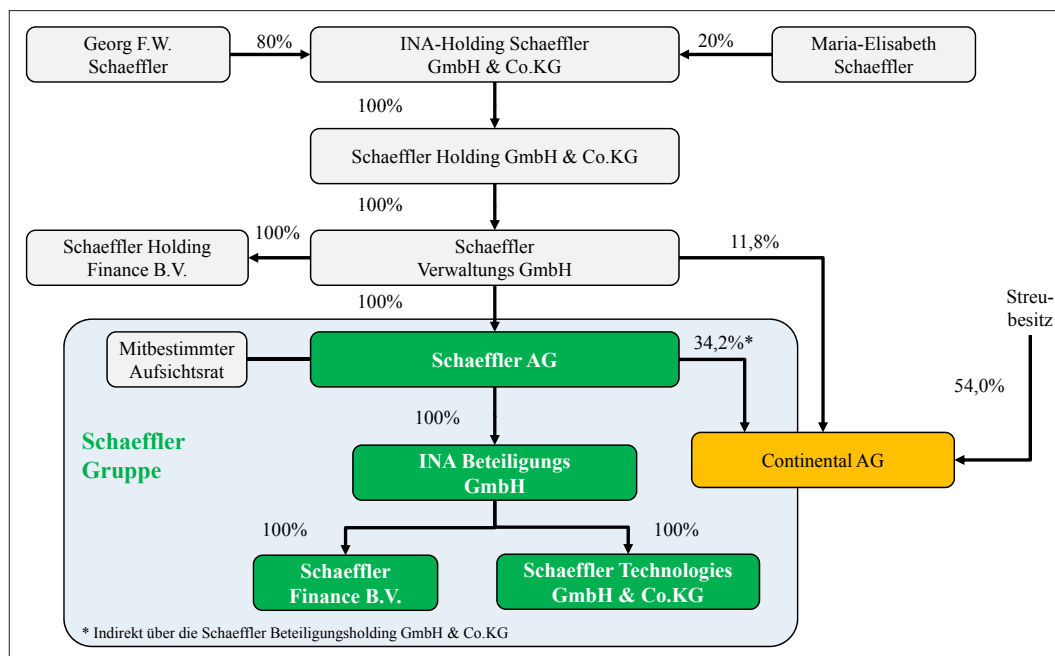 Georg F.W.
Schaeffler
80%
INA-Holding Schaeffler
GmbH & Co.KG
20%
Maria-Elisabeth
Schaeffler
100%
Schaeffler Holding GmbH & Co.KG
100%
Schaeffler Holding
Finance B.V.
100%
Schaeffler
Verwaltungs GmbH
11,8%
100%
Streu-
besitz
Mitbestimmter
Aufsichtsrat
Schaeffler AG
34,2%*
54,0%
100%
Schaeffler
Gruppe
INA Beteiligungs
GmbH
Continental AG
100%
100%
Schaeffler
Finance B.V.
Schaeffler Technologies
GmbH & Co.KG
* Indirekt über die Schaeffler Beteiligungsholding GmbH & Co.KG